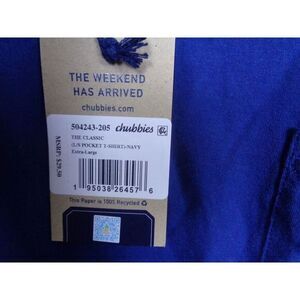 THE WEEKEND
HAS ARRIVED
chubbies.com
504243-205 chubbies
THE CLASSIC
(L/S POCKET T-SHIRT)-NAVY
Extra-Large
MSRP: $29.50
1 95038 26457 6
This Paper is 100% Recycled